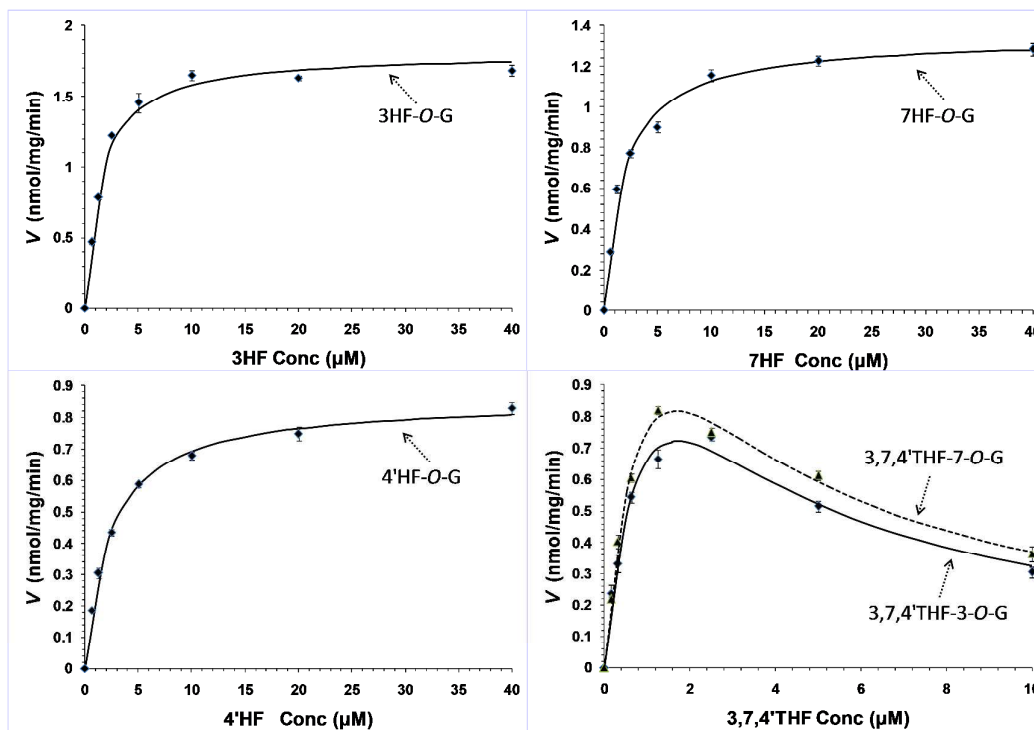 2
1.5
1
0.5
0
V (nmol/mg/min)
3HF-O-G
0 5 10 15 20 25 30 35 40
3HF Conc (µM)
1.4
1.2
1
0.8
0.6
0.4
0.2
0
V (nmol/mg/min)
7HF-O-G
0 5 10 15 20 25 30 35 40
7HF Conc (µM)
0.9
0.8
0.7
0.6
0.5
0.4
0.3
0.2
0.1
0
V (nmol/mg/min)
4'HF-O-G
0 5 10 15 20 25 30 35 40
4'HF Conc (µM)
0.9
0.8
0.7
0.6
0.5
0.4
0.3
0.2
0.1
0
V (nmol/mg/min)
3,7,4'THF-7-O-G
3,7,4'THF-3-O-G
0 2 4 6 8 10
3,7,4'THF Conc (µM)